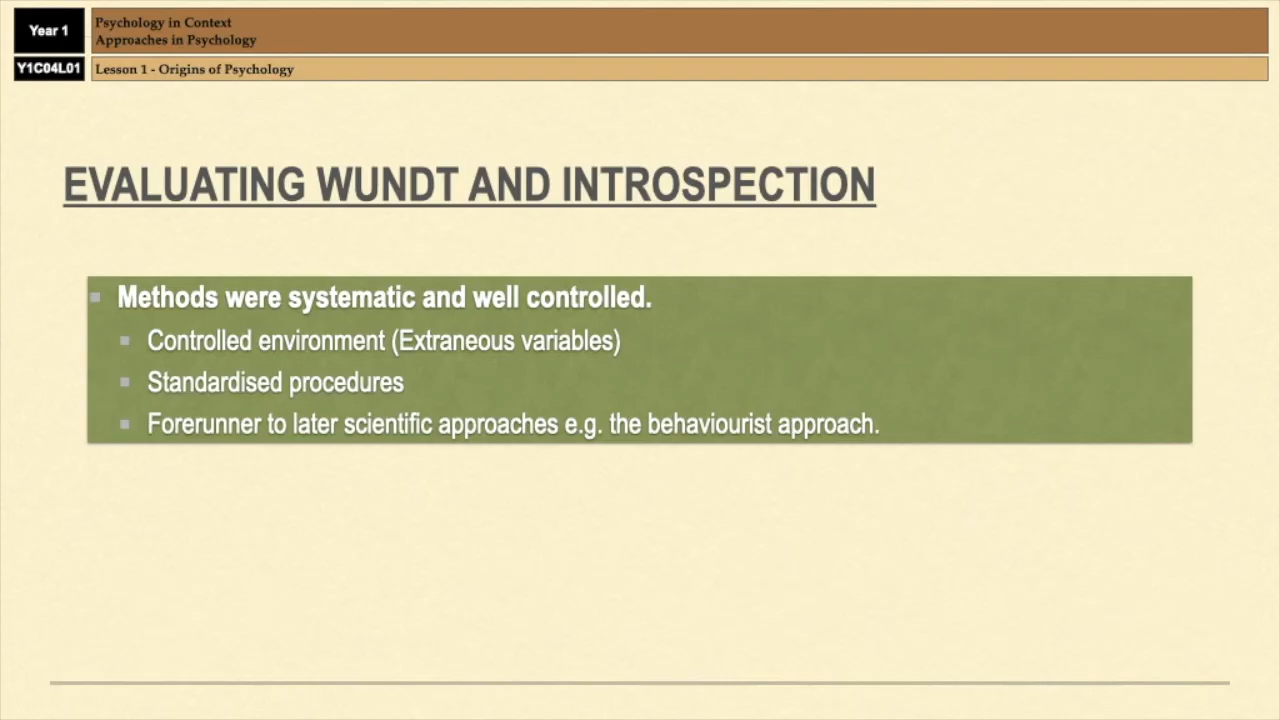 Year 1
Psychology in Context
Approaches in Psychology
Y1C04L01
Lesson 1 - Origins of Psychology
EVALUATING WUNDT AND INTROSPECTION
Methods were systematic and well controlled.
Controlled environment (Extraneous variables)
Standardised procedures
Forerunner to later scientific approaches e.g. the behaviourist approach.